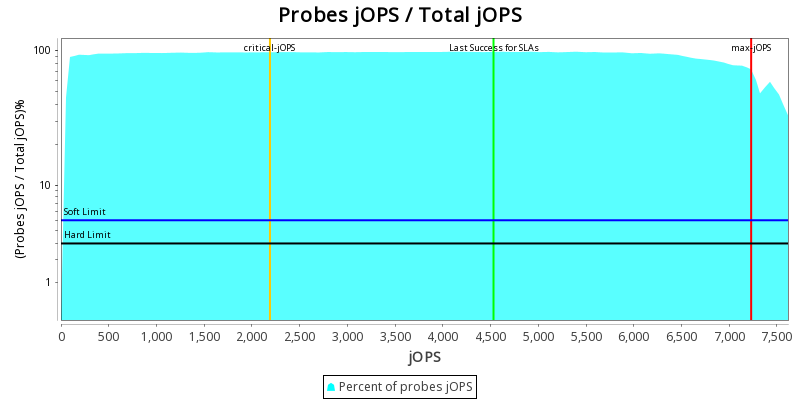 Probes jOPS / Total jOPS
(Probes jOPS / Total jOPS)%
100
10
1
critical-jOPS
Last Success for SLAs
max-jOPS
Soft Limit
Hard Limit
0 500 1,000 1,500 2,000 2,500 3,000 3,500 4,000 4,500 5,000 5,500 6,000 6,500 7,000 7,500
jOPS
Percent of probes jOPS